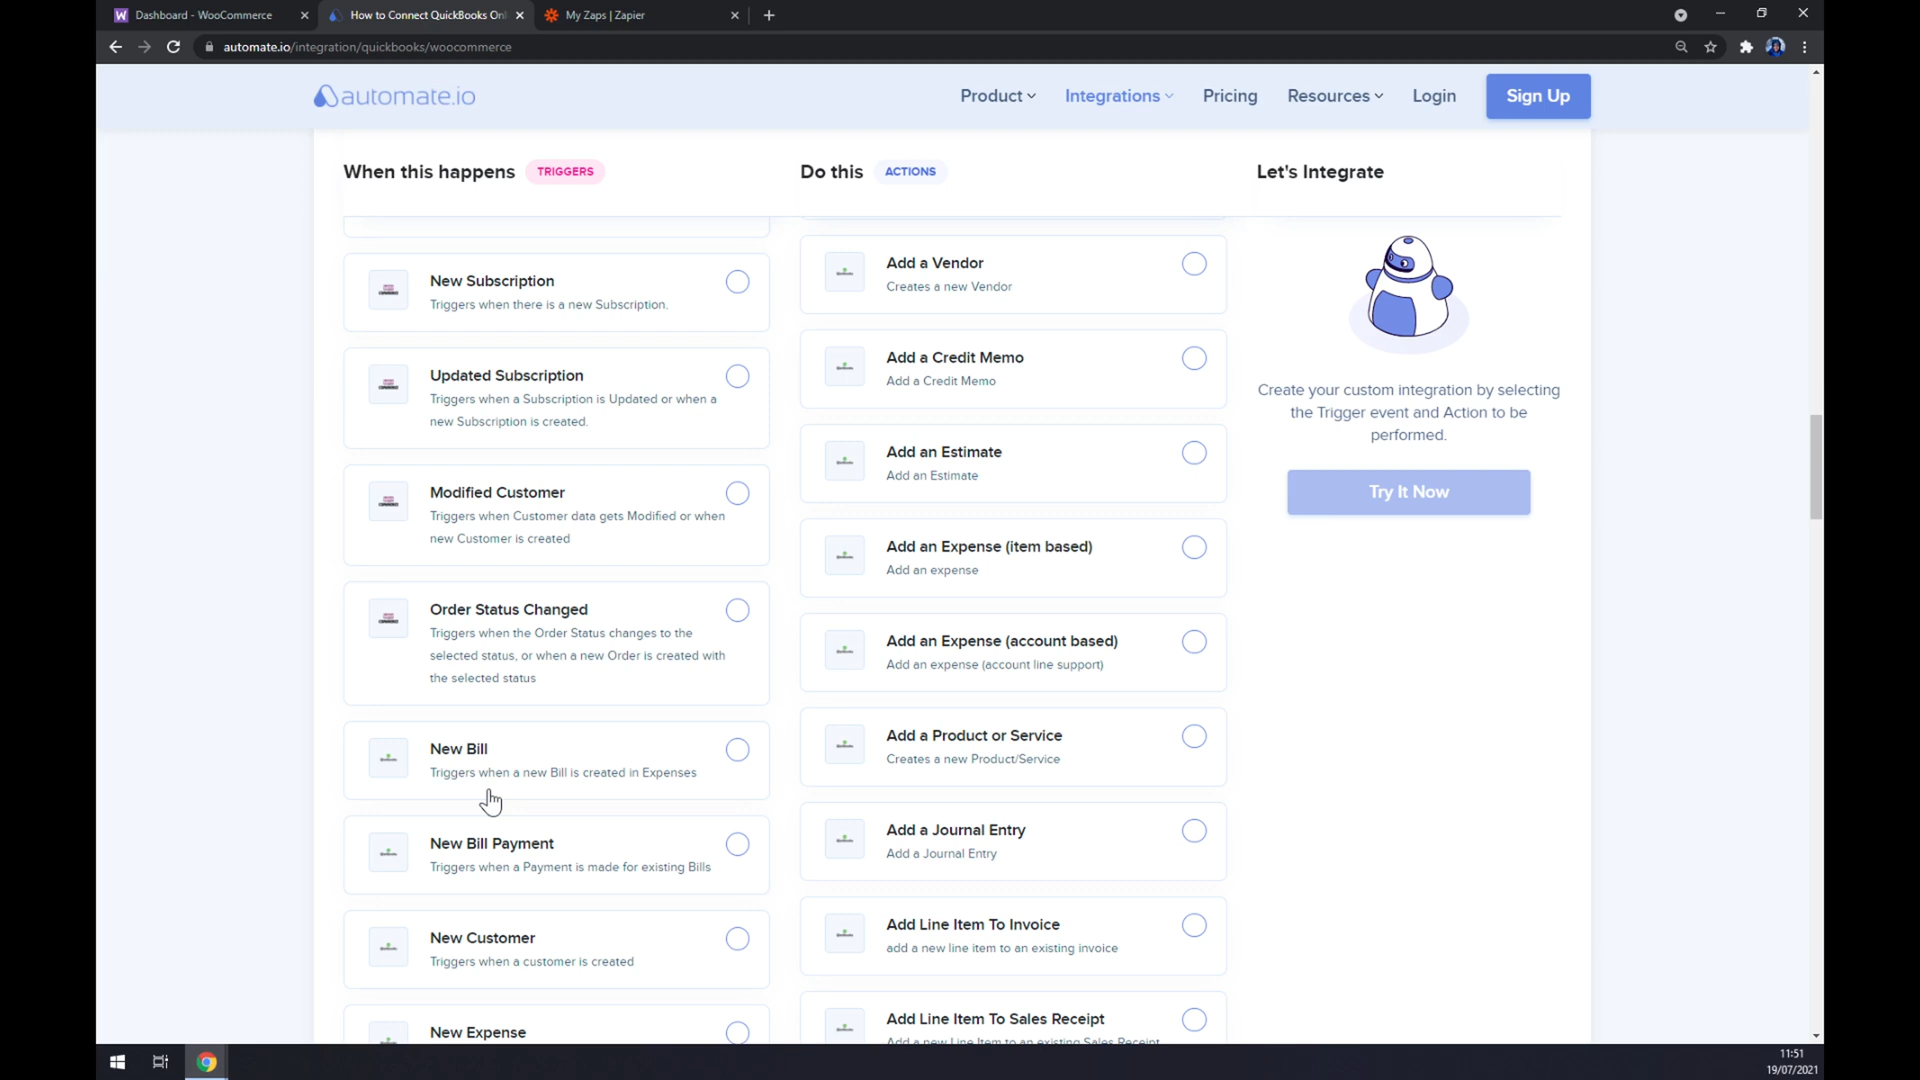 Dashboard - WooCommerce
How to Connect QuickBooks Onl
My Zaps | Zapier
automate.io/integration/quickbooks/woocommerce
automate.io
Product
Integrations
Pricing
Resources
Login
Sign Up
When this happens TRIGGERS
Do this ACTIONS
Let's Integrate
New Subscription
Triggers when there is a new Subscription.
Updated Subscription
Triggers when a Subscription is Updated or when a
new Subscription is created.
Modified Customer
Triggers when Customer data gets Modified or when
new Customer is created
Order Status Changed
Triggers when the Order Status changes to the
selected status, or when a new Order is created with
the selected status
New Bill
Triggers when a new Bill is created in Expenses
New Bill Payment
Triggers when a Payment is made for existing Bills
New Customer
Triggers when a customer is created
New Expense
Add a Vendor
Creates a new Vendor
Add a Credit Memo
Add a Credit Memo
Add an Estimate
Add an Estimate
Add an Expense (item based)
Add an expense
Add an Expense (account based)
Add an expense (account line support)
Add a Product or Service
Creates a new Product/Service
Add a Journal Entry
Add a Journal Entry
Add Line Item To Invoice
add a new line item to an existing invoice
Add Line Item To Sales Receipt
Add a new Line Item to an existing Sales Receipt
Create your custom integration by selecting
the Trigger event and Action to be
performed.
Try It Now
11:51
19/07/2021